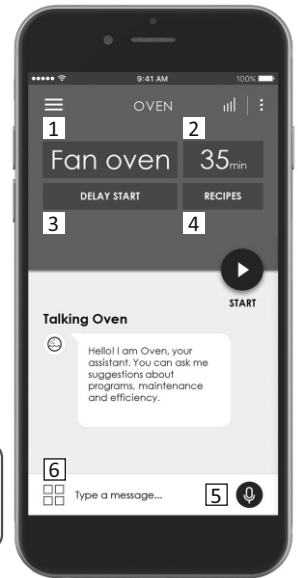 9:41 AM 100%
OVEN
1 2
Fan oven 35min
DELAY START RECIPES
3 4
START
Talking Oven
Hello! I am Oven, your
assistant. You can ask me
suggestions about
programs, maintenance
and efficiency.
6
Type a message... 5